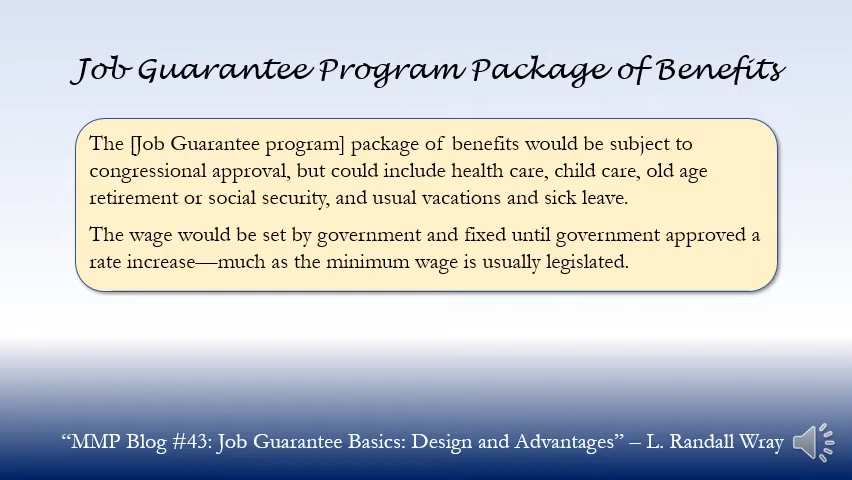 Job Guarantee Program Package of Benefits
The [Job Guarantee program] package of benefits would be subject to
congressional approval, but could include health care, child care, old age
retirement or social security, and usual vacations and sick leave.
The wage would be set by government and fixed until government approved a
rate increase—much as the minimum wage is usually legislated.
“MMP Blog #43: Job Guarantee Basics: Design and Advantages” – L. Randall Wray